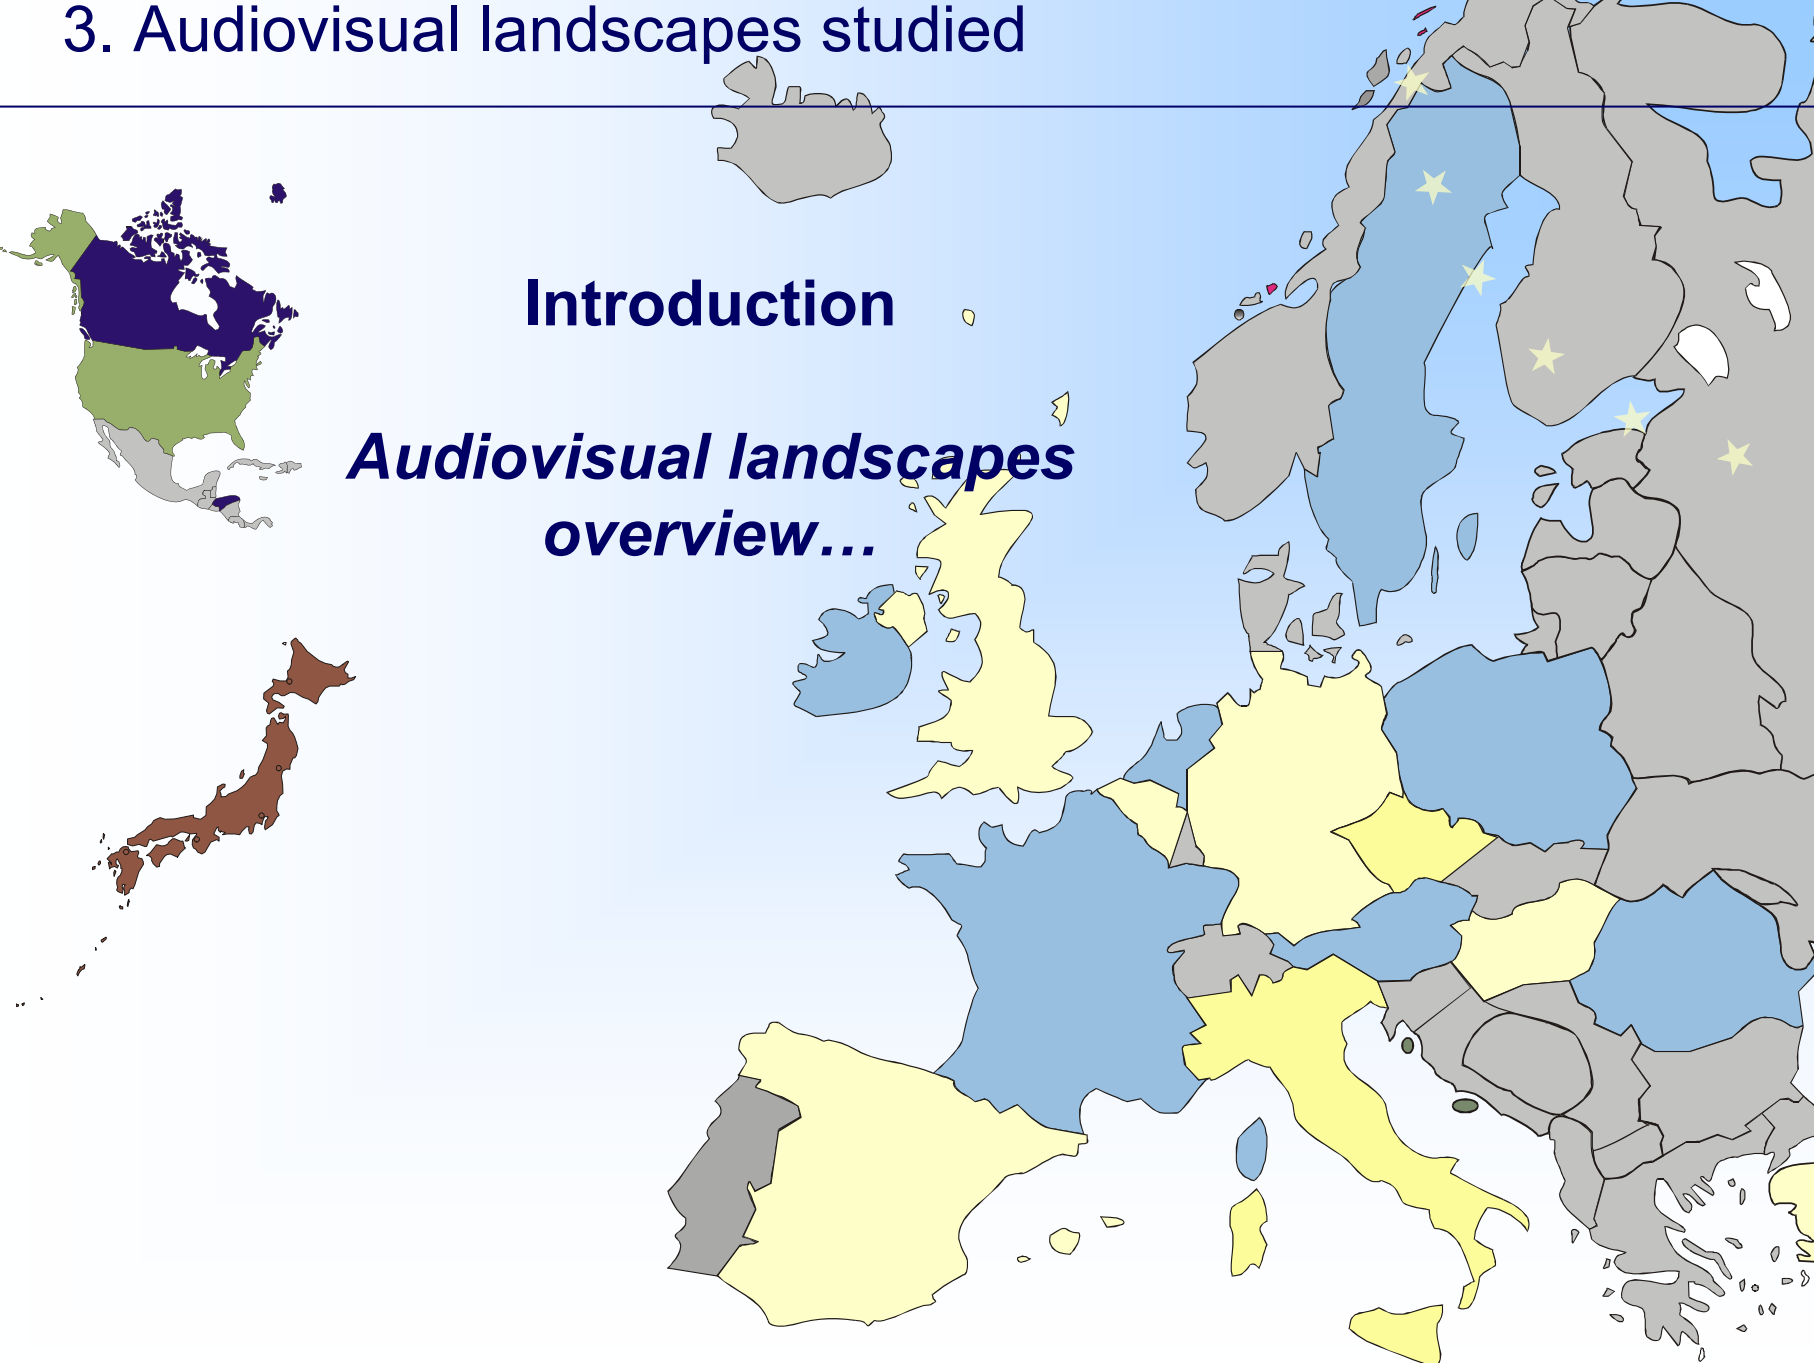 3. Audiovisual landscapes studied
Introduction
Audiovisual landscapes
overview…